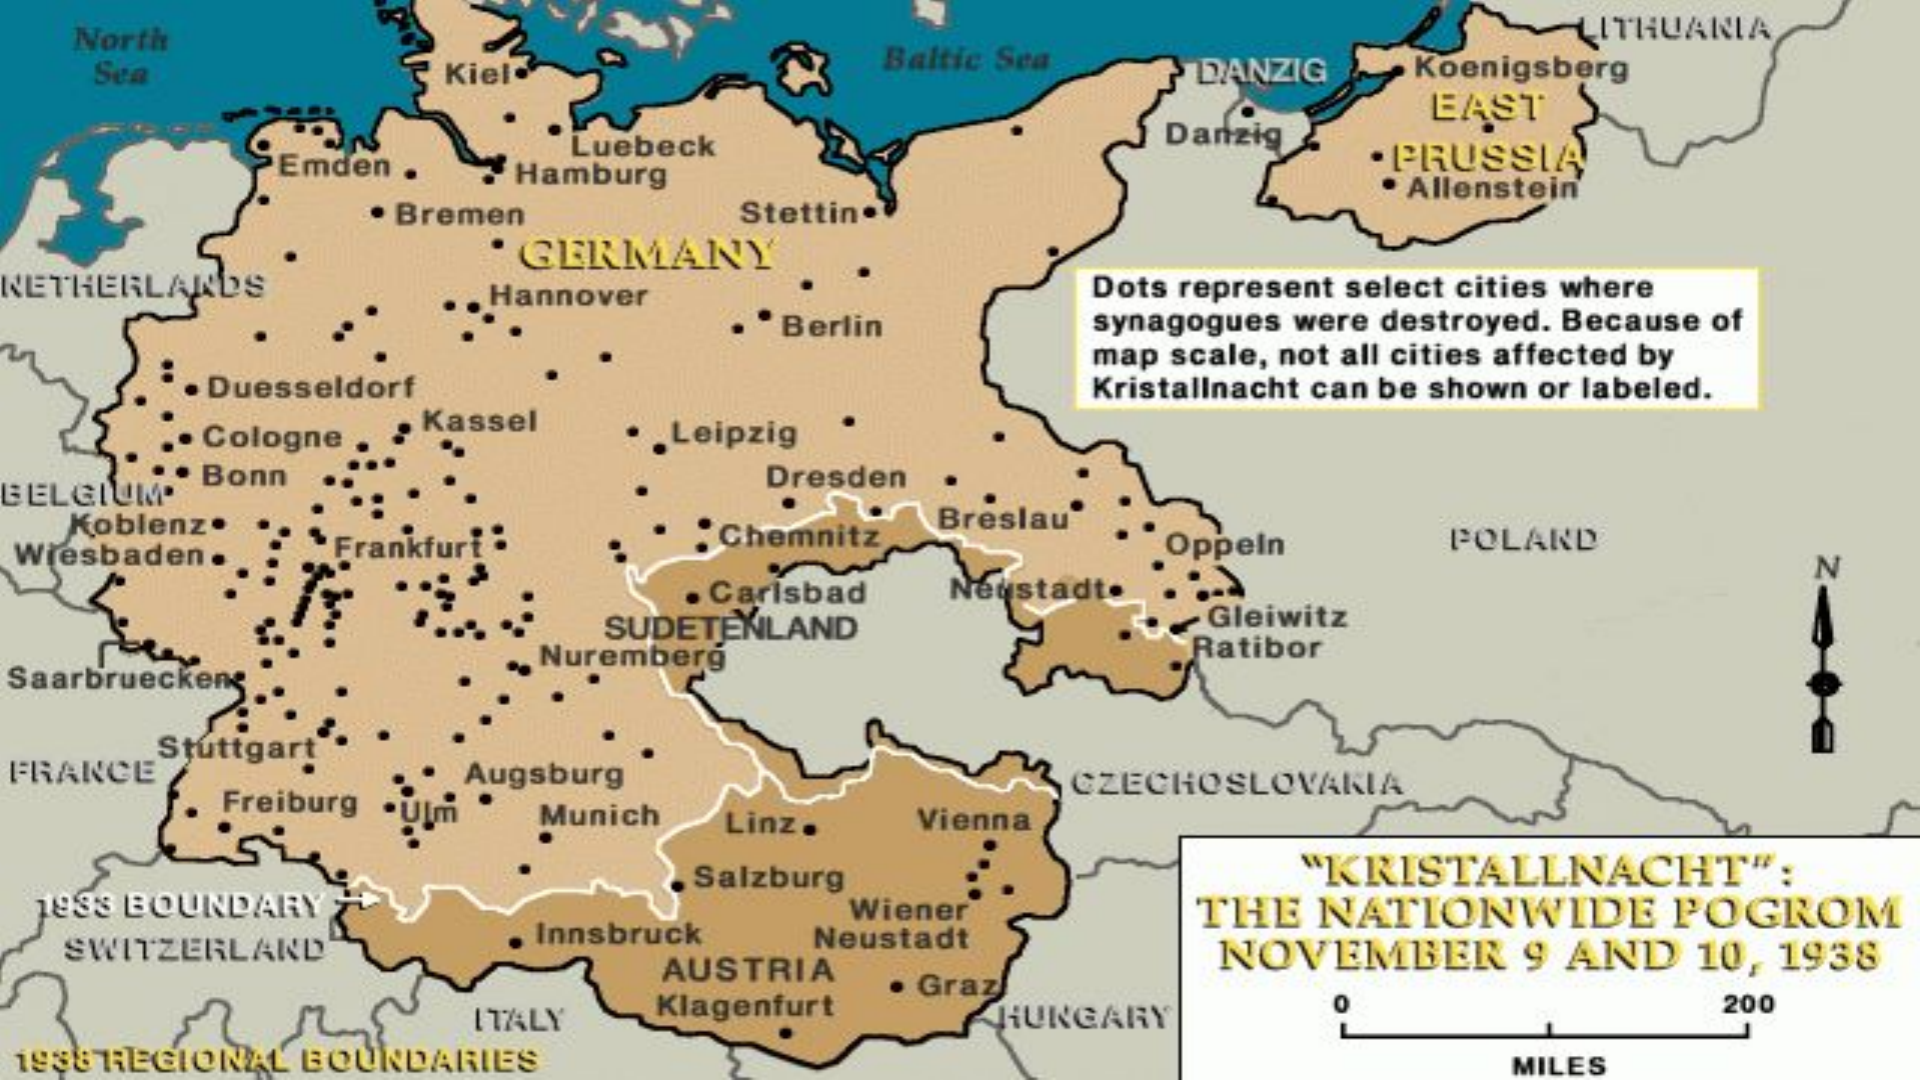 North
Sea
Baltic Sea
LITHUANIA
DANZIG
Koenigsberg
Kiel
EAST
PRUSSIA
Danzig
Luebeck
Emden
Hamburg
Allenstein
Bremen
Stettin
GERMANY
NETHERLANDS
Hannover
Berlin
Dots represent select cities where
synagogues were destroyed. Because of
map scale, not all cities affected by
Kristallnacht can be shown or labeled.
Duesseldorf
Kassel
Cologne
Leipzig
Bonn
Dresden
BELGIUM
Koblenz
Breslau
Chemnitz
Wiesbaden
Frankfurt
Oppeln
POLAND
N
Carlsbad
Neustadt
SUDETENLAND
Gleiwitz
Nuremberg
Ratibor
Saarbruecken
Stuttgart
FRANCE
Augsburg
CZECHOSLOVAKIA
Freiburg
Ulm
Munich
Linz
Vienna
Salzburg
1933 BOUNDARY
Wiener
Neustadt
SWITZERLAND
Innsbruck
AUSTRIA
Graz
Klagenfurt
ITALY
HUNGARY
1938 REGIONAL BOUNDARIES
"KRISTALLNACHT":
THE NATIONWIDE POGROM
NOVEMBER 9 AND 10, 1938
0 200
MILES